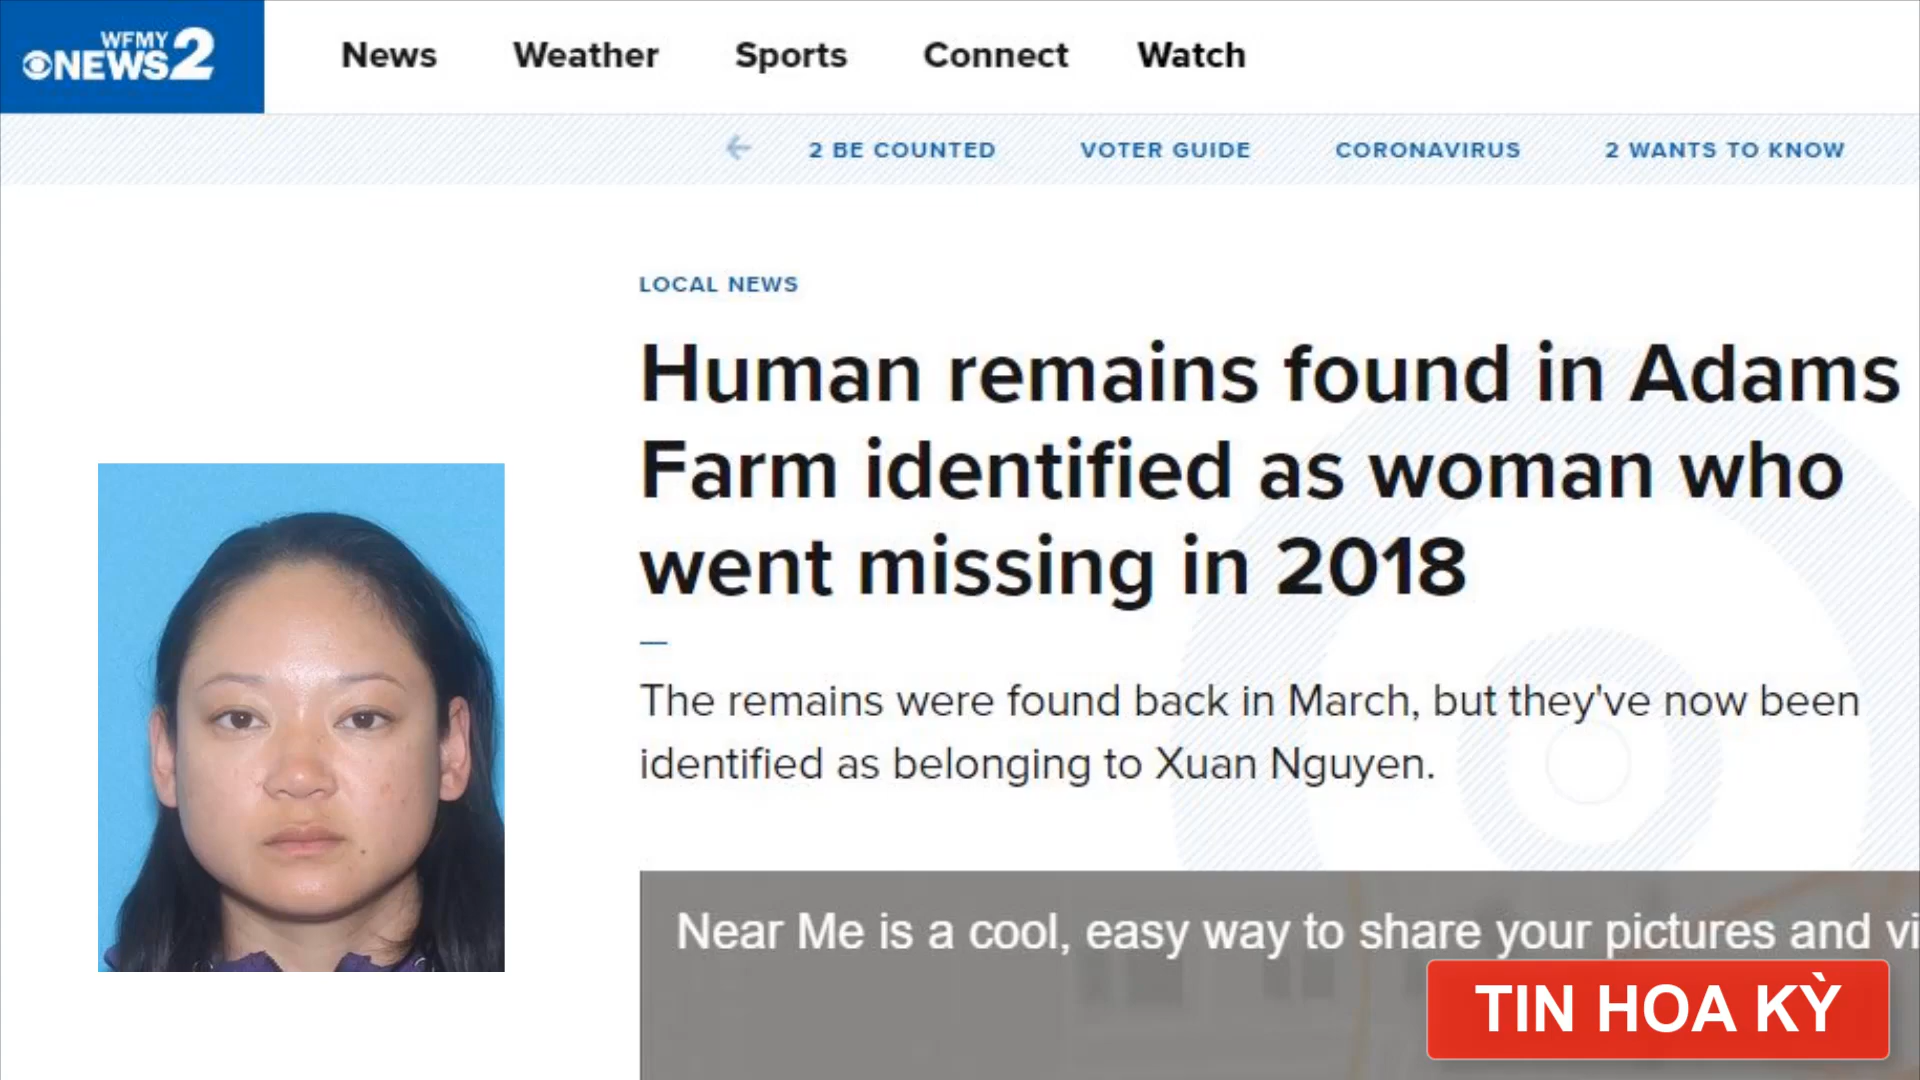 WFMY
NEWS 2
News Weather Sports Connect Watch
2 BE COUNTED VOTER GUIDE CORONAVIRUS 2 WANTS TO KNOW
LOCAL NEWS
Human remains found in Adams
Farm identified as woman who
went missing in 2018
The remains were found back in March, but they've now been
identified as belonging to Xuan Nguyen.
Near Me is a cool, easy way to share your pictures and vi
TIN HOA KỲ